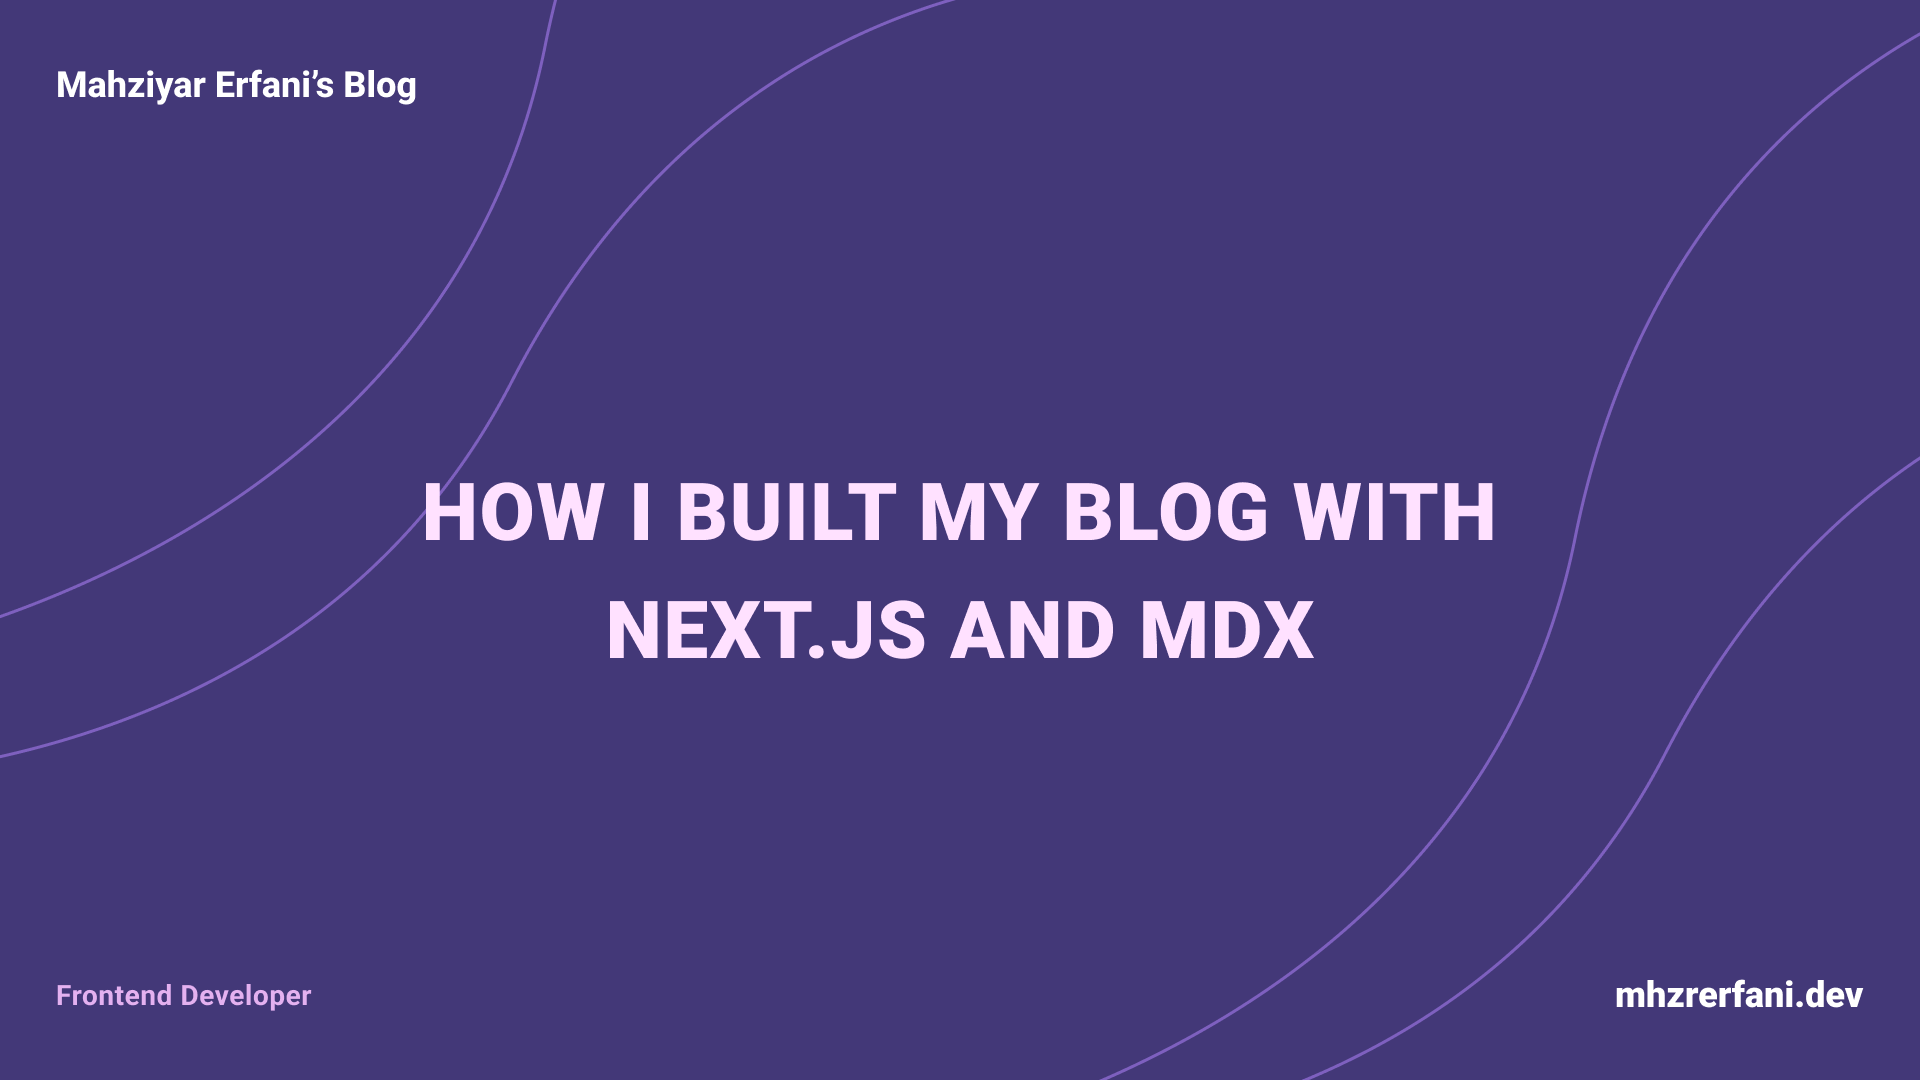 Mahziyar Erfani’s Blog
HOW I BUILT MY BLOG WITH
NEXT.JS AND MDX
Frontend Developer
mhzrerfani.dev